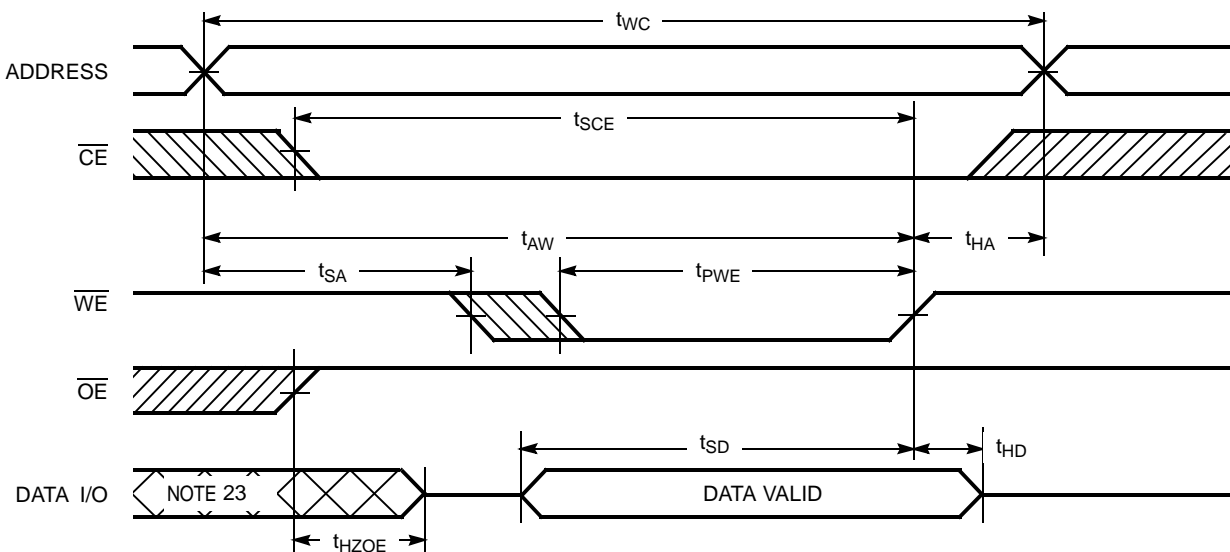 tWC
ADDRESS
tSCE
CE
tAW
tHA
tSA
tPWE
WE
OE
tSD
tHD
DATA I/O
NOTE 23
DATA VALID
tHZOE